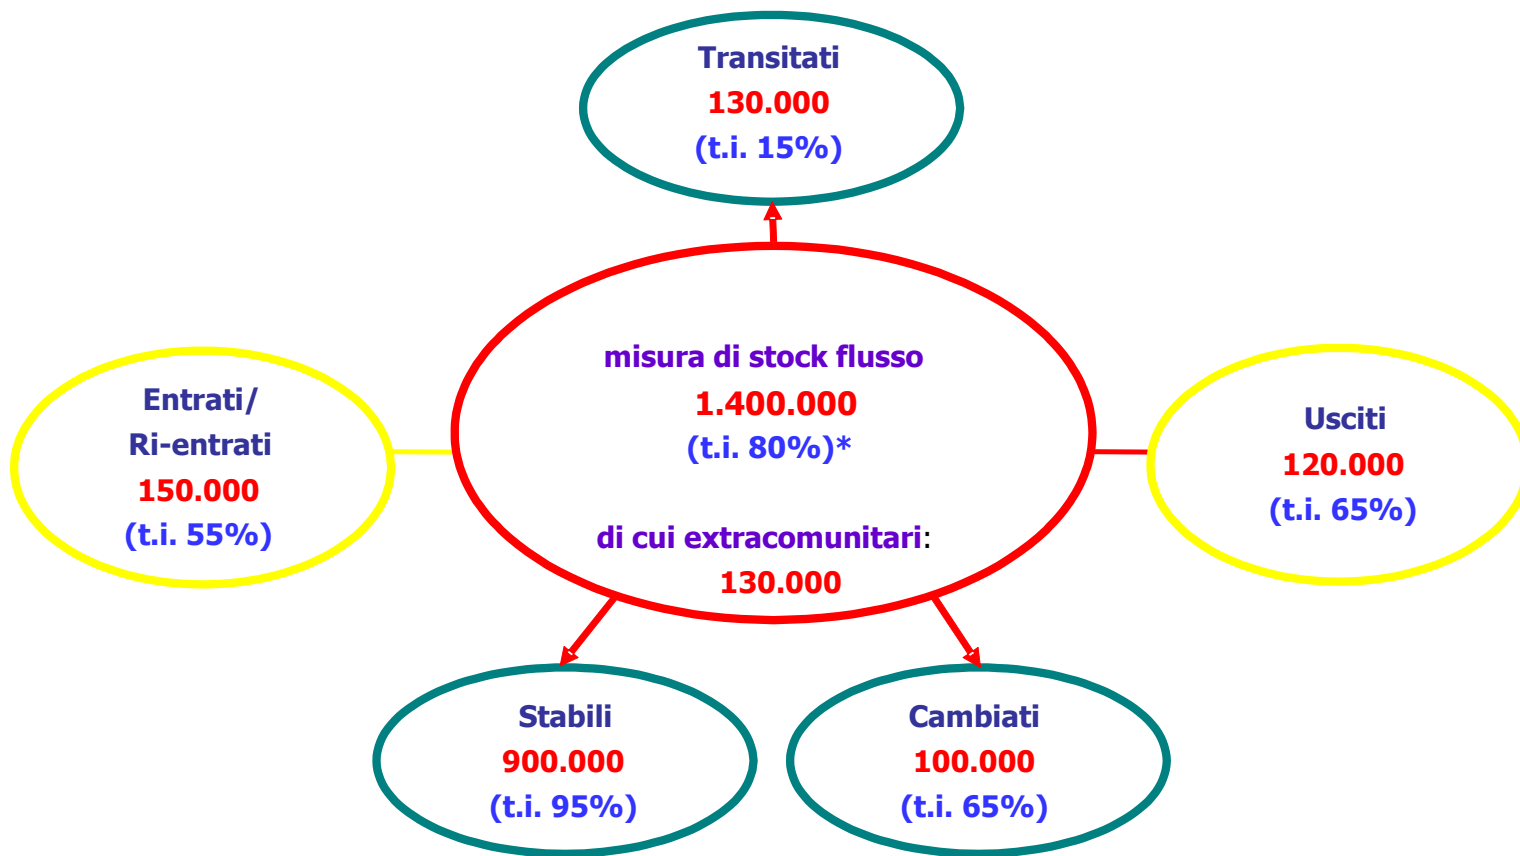 Transitati
130.000
(t.i. 15%)
misura di stock flusso
1.400.000
(t.i. 80%)*
di cui extracomunitari:
130.000
Entrati/
Ri-entrati
150.000
(t.i. 55%)
Usciti
120.000
(t.i. 65%)
Stabili
900.000
(t.i. 95%)
Cambiati
100.000
(t.i. 65%)